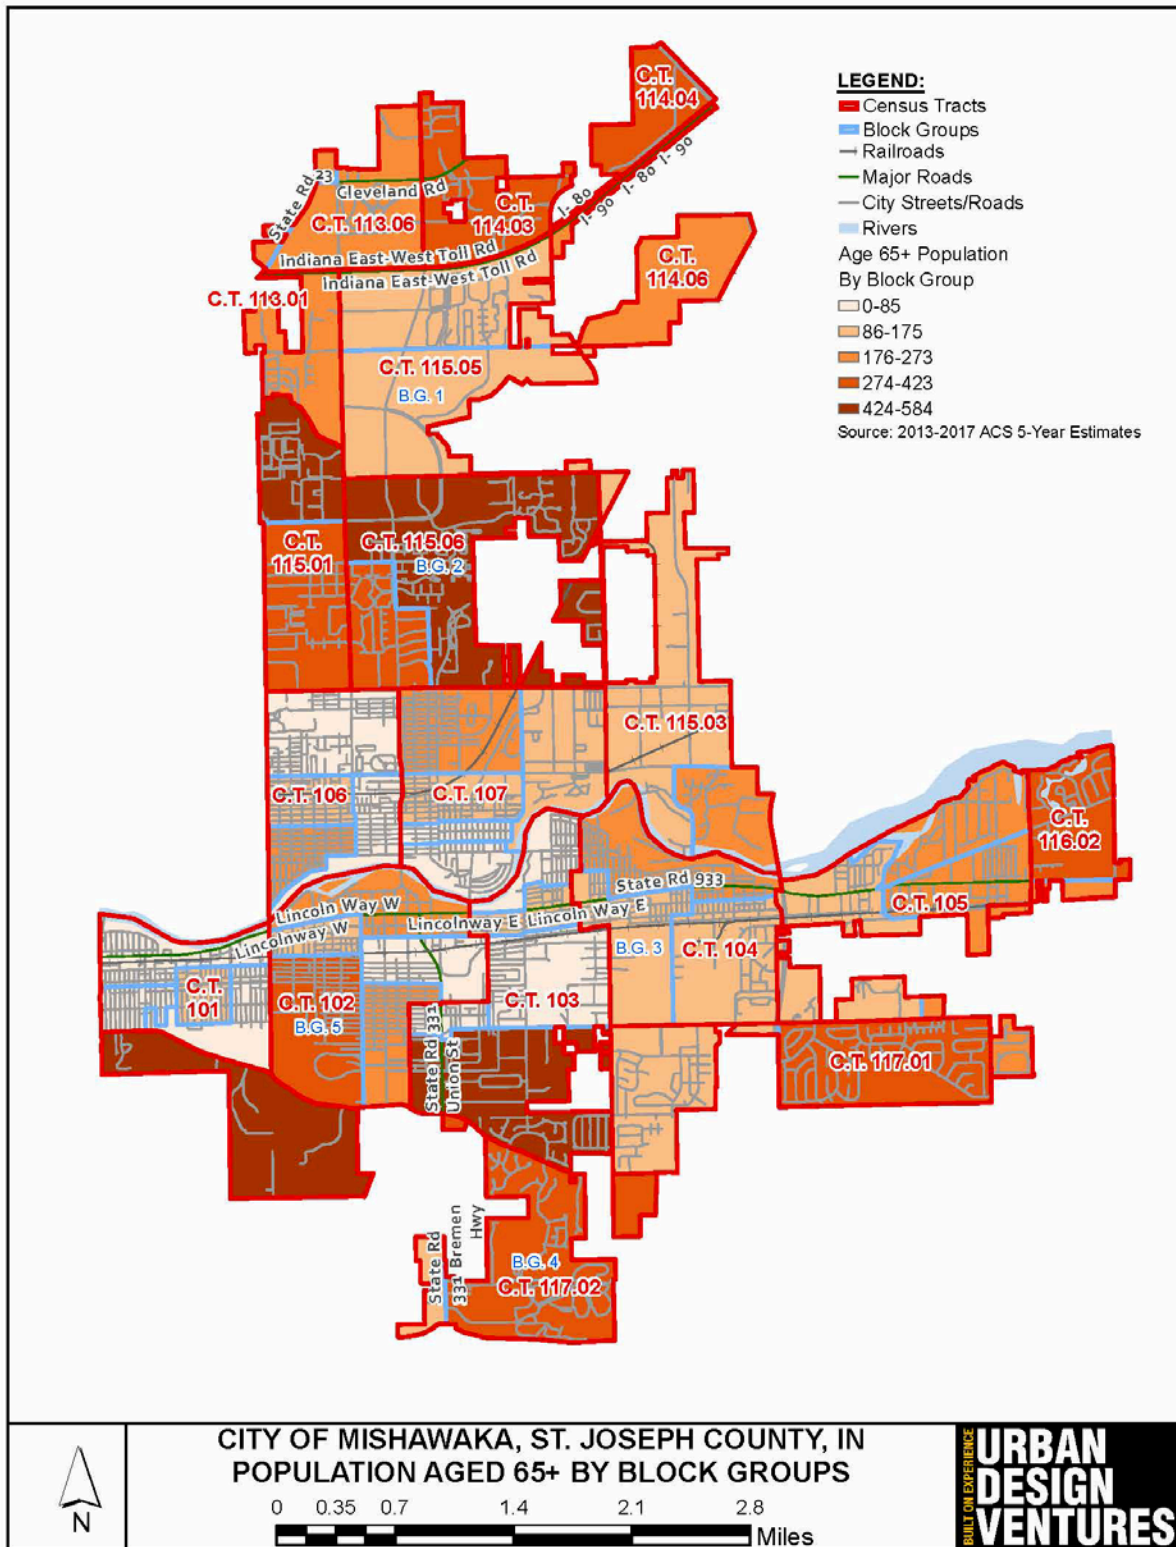 LEGEND:
Census Tracts
Block Groups
Railroads
Major Roads
City Streets/Roads
Rivers
Age 65+ Population
By Block Group
0-85
86-175
176-273
274-423
424-584
Source: 2013-2017 ACS 5-Year Estimates
C.T.
114.04
I- 80
I- 90
I- 80
I- 90
State Rd 23
Cleveland Rd
C.T. 113.06
C.T.
114.03
Indiana East-West Toll Rd
Indiana East-West Toll Rd
C.T.
114.06
C.T. 113.01
C.T. 115.05
B.G. 1
C.T.
115.01
C.T. 115.06
B.G. 2
C.T. 115.03
C.T. 106
C.T. 107
C.T.
116.02
State Rd 933
C.T. 105
Lincoln Way W
Lincolnway W
Lincolnway E
Lincoln Way E
B.G. 3
C.T. 104
C.T.
101
C.T. 102
B.G. 5
C.T. 103
State Rd 331
Union St
C.T. 117.01
State Rd
331 Bremen
Hwy
B.G. 4
C.T. 117.02
N
CITY OF MISHAWAKA, ST. JOSEPH COUNTY, IN
POPULATION AGED 65+ BY BLOCK GROUPS
0 0.35 0.7 1.4 2.1 2.8
Miles
BUILT ON EXPERIENCE
URBAN
DESIGN
VENTURES